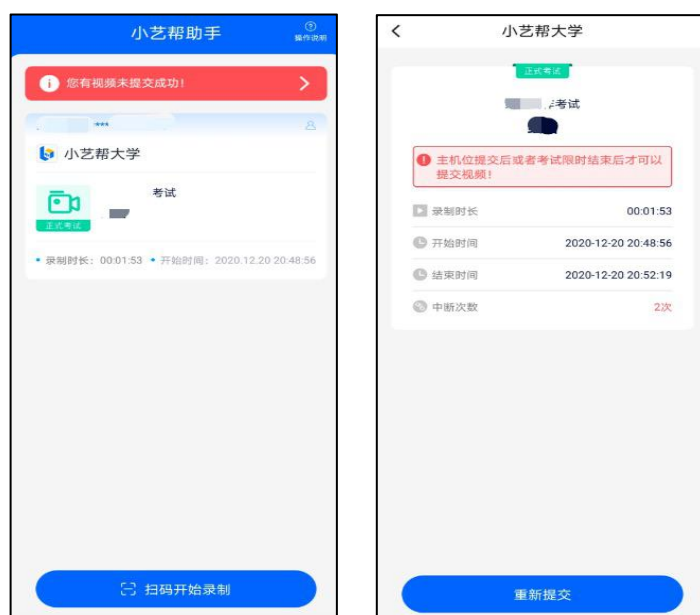 小艺帮助手
操作说明
您有视频未提交成功!
***
小艺帮大学
考试
正式考试
录制时长：00:01:53 开始时间：2020.12.20 20:48:56
扫码开始录制
小艺帮大学
正式考试
考试
主机位提交后或者考试限时结束后才可以
提交视频!
录制时长 00:01:53
开始时间 2020-12-20 20:48:56
结束时间 2020-12-20 20:52:19
中断次数 2次
重新提交